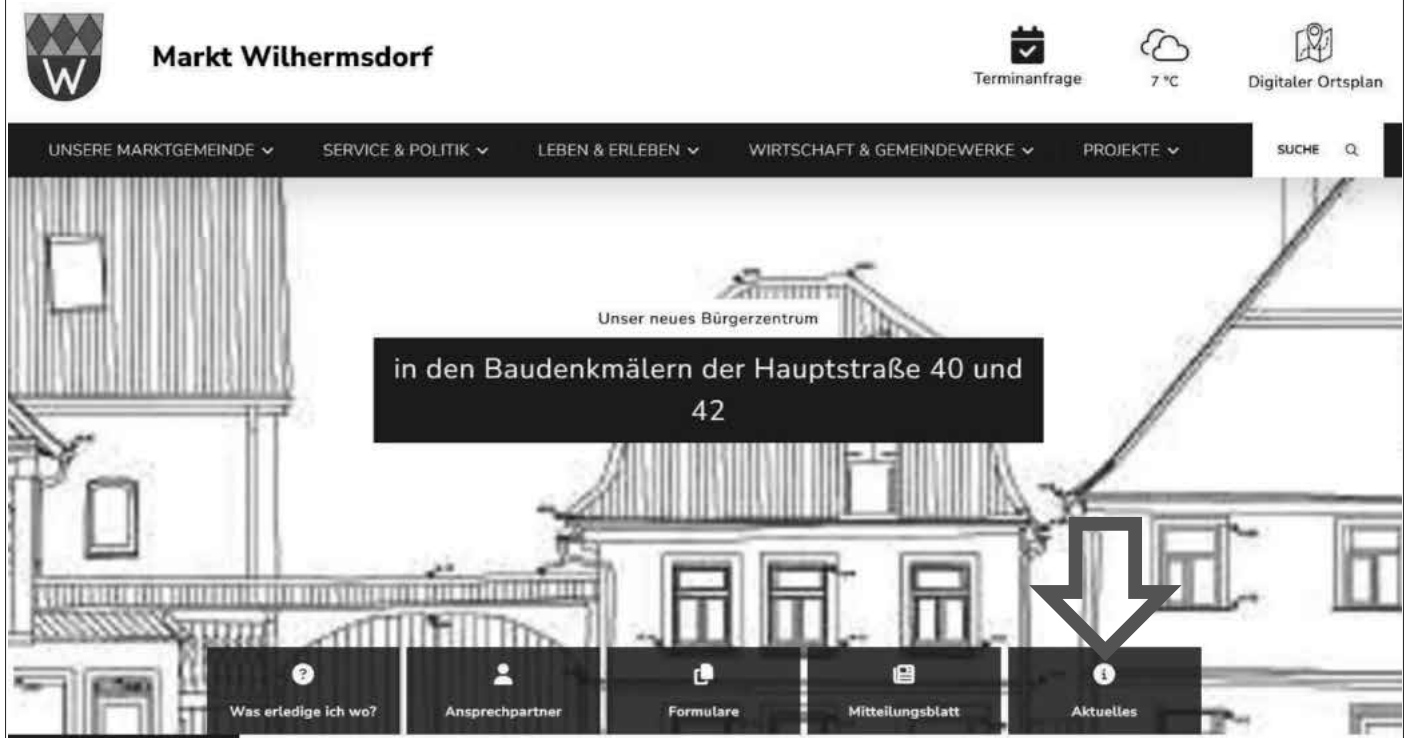 W
Markt Wilhermsdorf
Terminanfrage
7 °C
Digitaler Ortsplan
UNSERE MARKTGEMEINDE
SERVICE & POLITIK
LEBEN & ERLEBEN
WIRTSCHAFT & GEMEINDEWERKE
PROJEKTE
SUCHE
Unser neues Bürgerzentrum
in den Baudenkmälern der Hauptstraße 40 und
42
Was erledige ich wo?
Ansprechpartner
Formulare
Mitteilungsblatt
Aktuelles